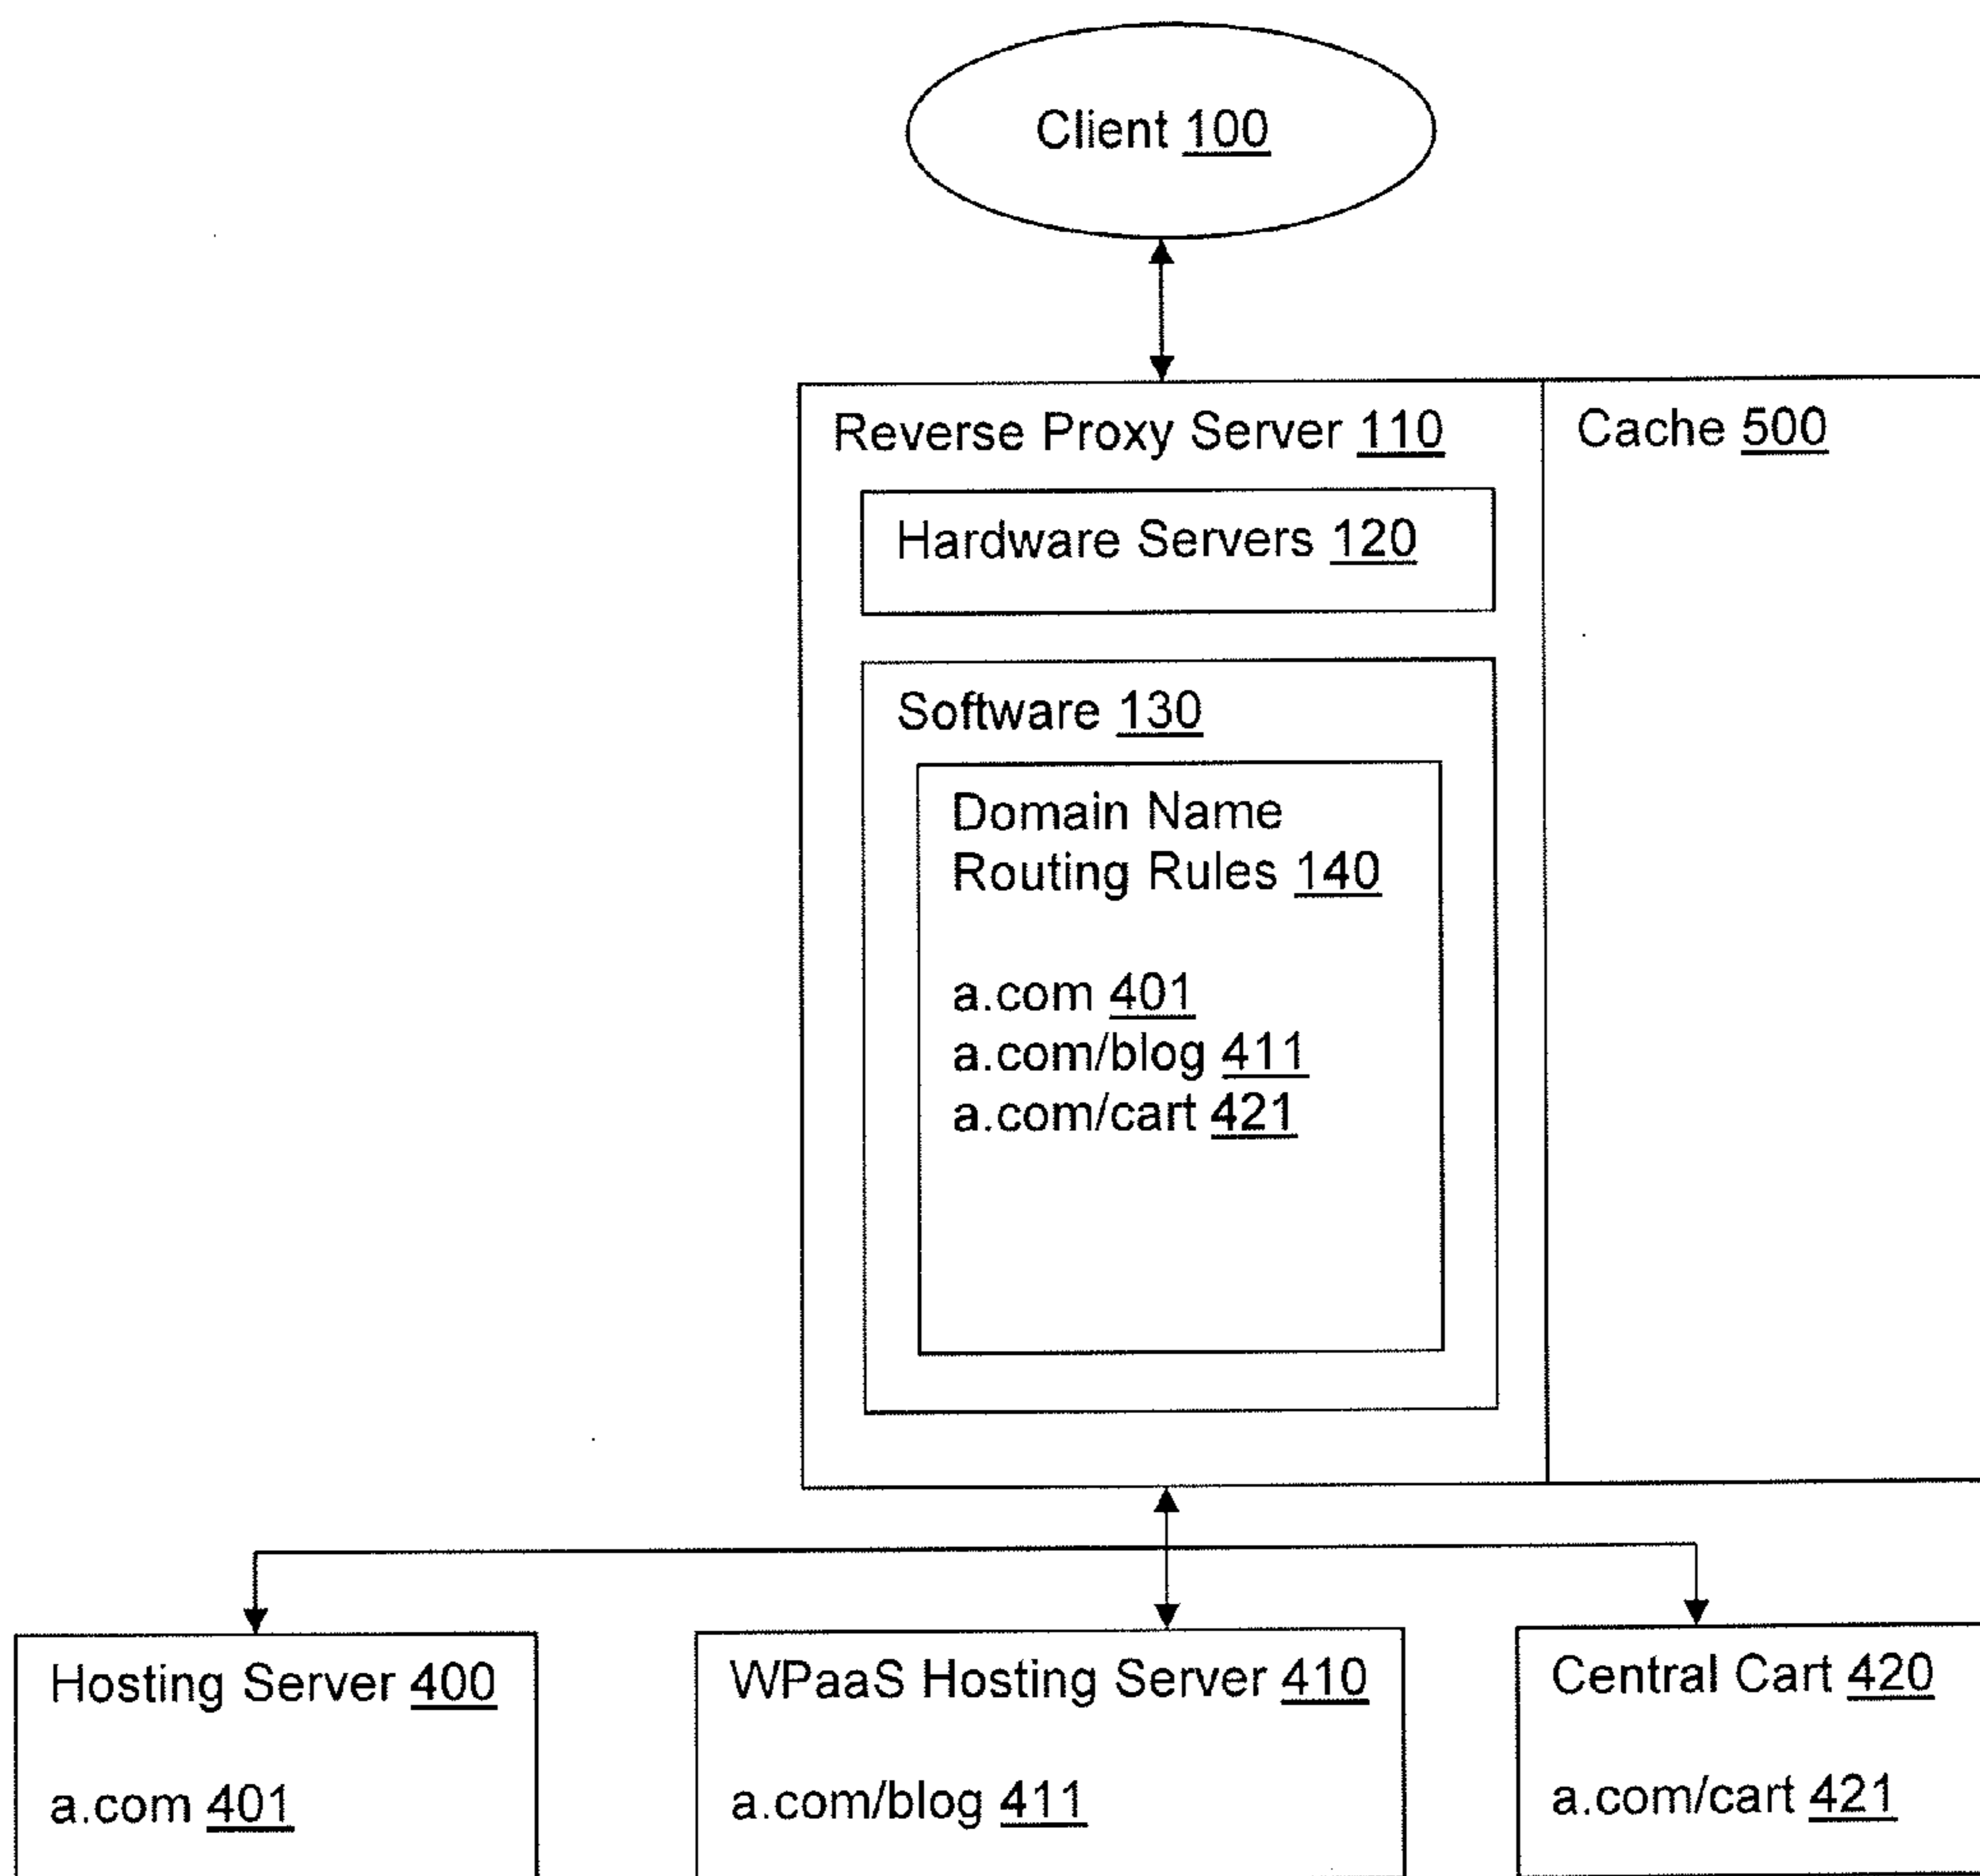 Client 100
Reverse Proxy Server 110
Cache 500
Hardware Servers 120
Software 130
Domain Name
Routing Rules 140
a.com 401
a.com/blog 411
a.com/cart 421
Hosting Server 400
a.com 401
WPaaS Hosting Server 410
a.com/blog 411
Central Cart 420
a.com/cart 421